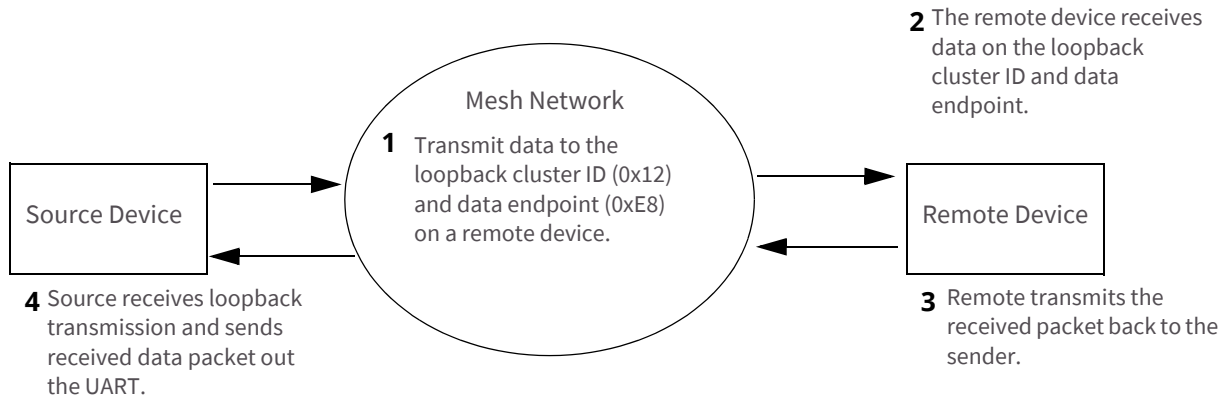 Mesh Network
1 Transmit data to the
loopback cluster ID (0x12)
and data endpoint (0xE8)
on a remote device.
2 The remote device receives
data on the loopback
cluster ID and data
endpoint.
Source Device
Remote Device
3 Remote transmits the
received packet back to the
sender.
4 Source receives loopback
transmission and sends
received data packet out
the UART.